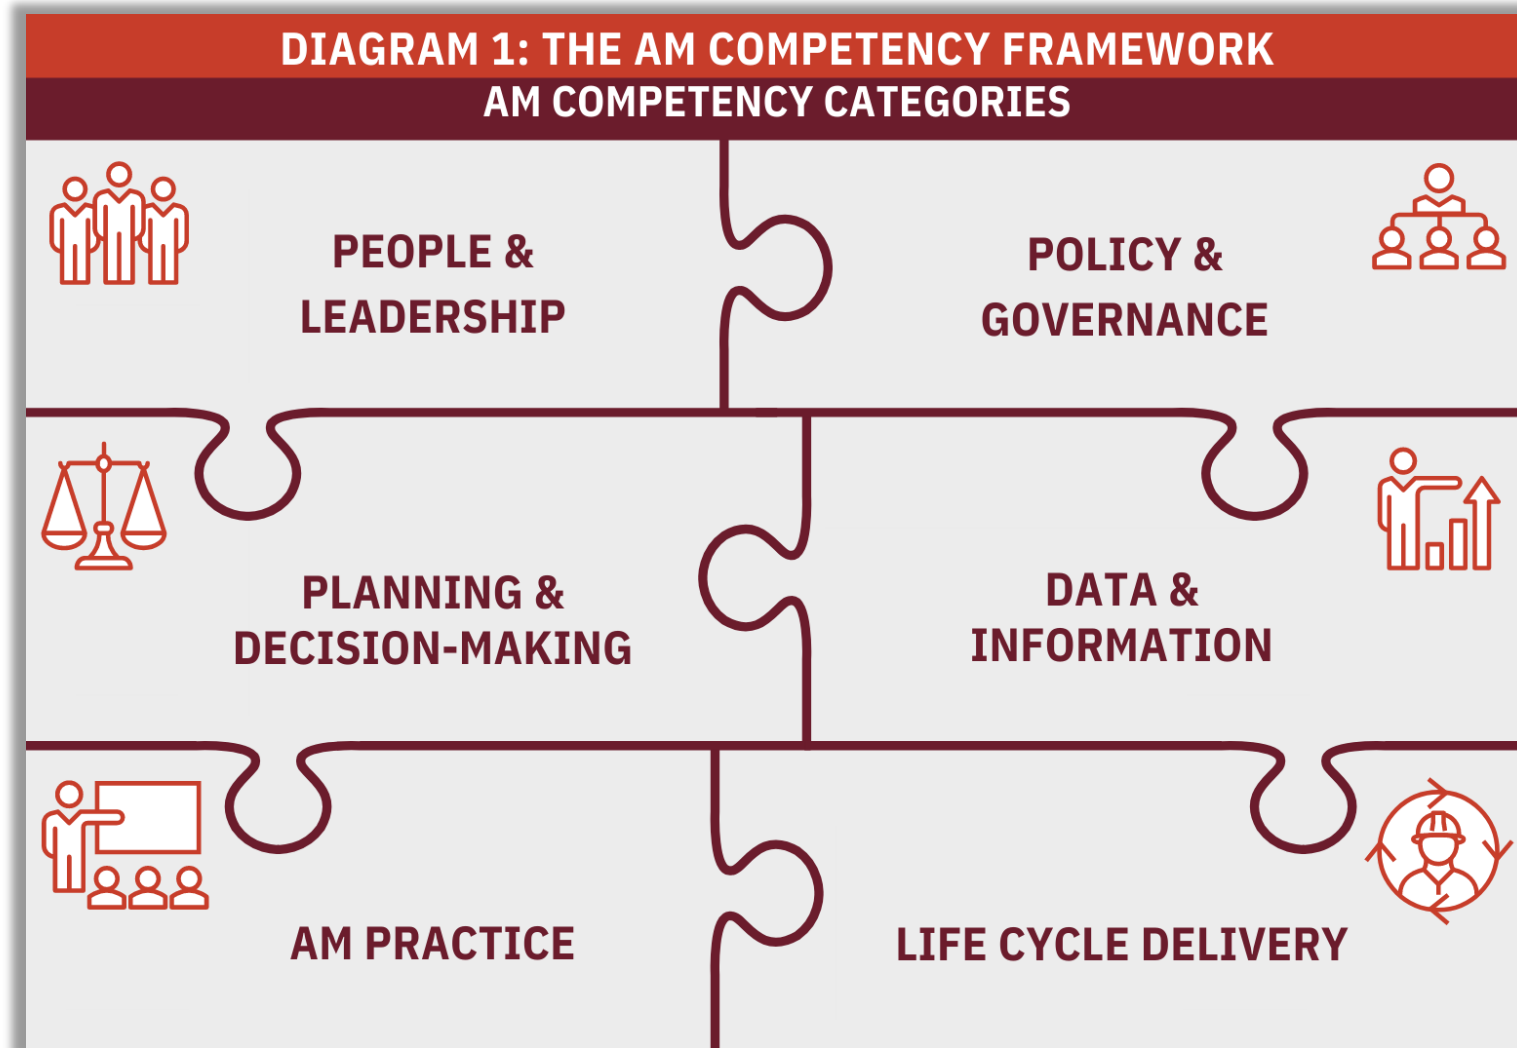 DIAGRAM 1: THE AM COMPETENCY FRAMEWORK
AM COMPETENCY CATEGORIES
PEOPLE &
LEADERSHIP
POLICY &
GOVERNANCE
PLANNING &
DECISION-MAKING
DATA &
INFORMATION
AM PRACTICE
LIFE CYCLE DELIVERY